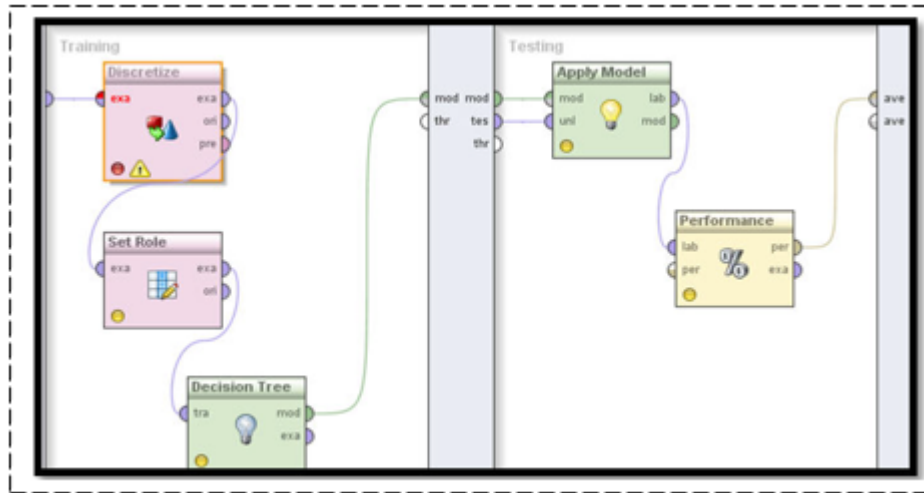 Training
Discretize
exa exa
ori
pre
Set Role
exa exa
ori
Decision Tree
tra mod
exa
mod mod
thr tes
thr
Testing
Apply Model
mod lab
unl mod
Performance
lab per
per exa
ave
ave